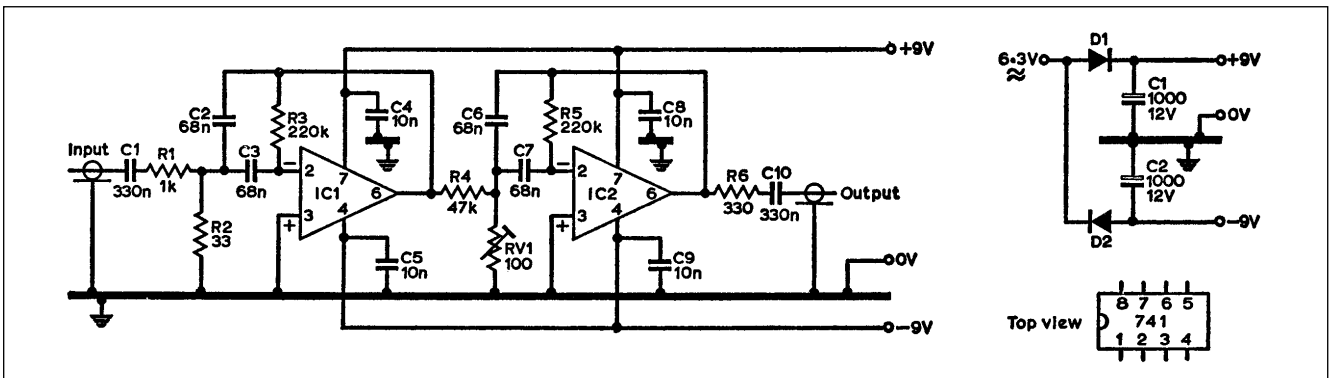 +9V
C2
68n
R3
220k
C4
10n
C6
68n
R5
220k
C8
10n
Input
C1
330n
R1
1k
C3
68n
R2
33
−
2
7
IC1
6
3
+
4
C5
10n
R4
47k
C7
68n
RV1
100
−
2
7
IC2
6
3
+
4
C9
10n
R6
330
C10
330n
Output
0V
−9V
6·3V
≈
D1
+9V
C1
1000
12V
0V
C2
1000
12V
D2
−9V
Top view
8 7 6 5
741
1 2 3 4